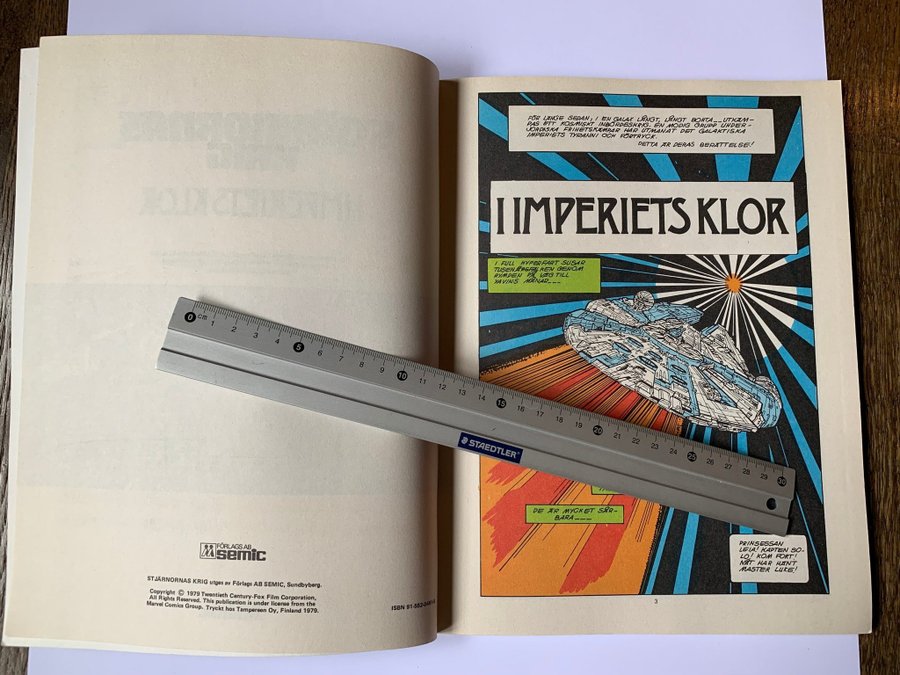 FÖRLAGS AB
semic
STJÄRNORNAS KRIG utges av Förlags AB SEMIC, Sundbyberg.
Copyright © 1979 Twentieth Century-Fox Film Corporation,
All Rights Reserved. This publication is under license from the
Marvel Comics Group. Tryckt hos Tampereen Oy, Finland 1979.
ISBN 91-552-
0 cm 1 2 3 4 5 6 7 8 9 10 11 12 13 14 15 16 17 18 19 20 21 22 23 24 25 26 27 28 29 30
STAEDTLER
FÖR LÄNGE SEDAN, I EN GALAX LÅNGT, LÅNGT BORTA__UTKÄM-
PAS ETT KOSMISKT INBÖRDESKRIG. EN MODIG GRUPP UNDER-
JORDISKA FRIHETSKÄMPAR HAR UTMANAT DET GALAKTISKA
IMPERIETS TYRANNI OCH FÖRTRYCK.
DETTA ÄR DERAS BERÄTTELSE!
I IMPERIETS KLOR
I FULL HYPERFART SUSAR
TUSENÅRSFALKEN GENOM
RYMDEN PÅ VÄG TILL
YAVINS MÅNAR___
DE ÄR MYCKET SÅR-
BARA____
PRINSESSAN
LEIA! KAPTEN SO-
LO! KOM FORT!
NÅT HAR HÄNT
MASTER LUKE!
3